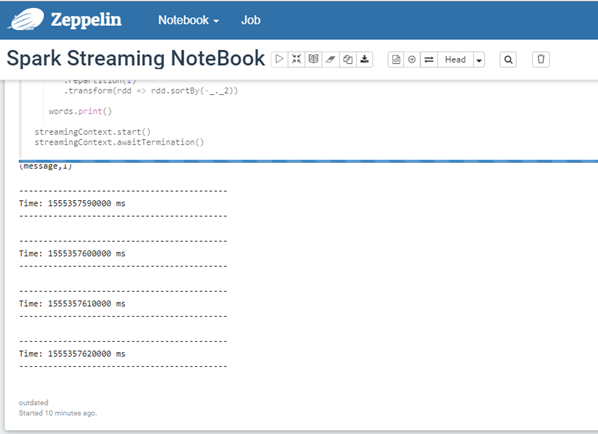 Zeppelin
Notebook
Job
Spark Streaming NoteBook
Head
.repartition(1)
.transform(rdd => rdd.sortBy(-_._2))
words.print()
streamingContext.start()
streamingContext.awaitTermination()
(message,1)
-------------------------------------------
Time: 1555357590000 ms
-------------------------------------------
-------------------------------------------
Time: 1555357600000 ms
-------------------------------------------
-------------------------------------------
Time: 1555357610000 ms
-------------------------------------------
-------------------------------------------
Time: 1555357620000 ms
-------------------------------------------
outdated
Started 10 minutes ago.